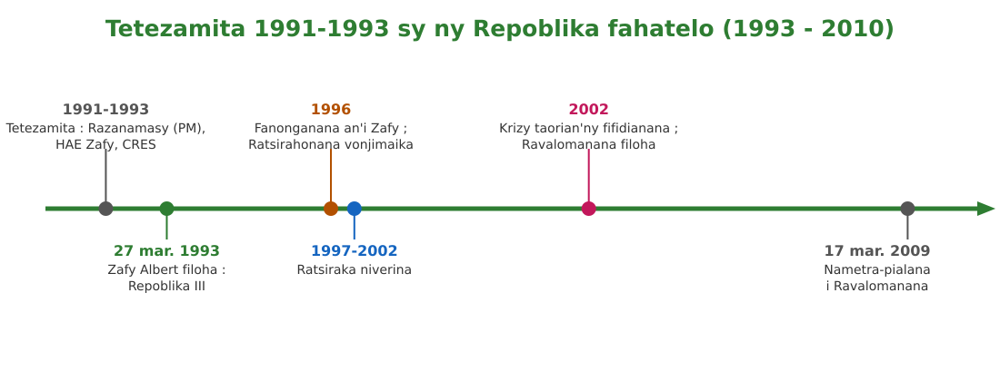 Tetezamita 1991-1993 sy ny Repoblika fahatelo (1993 - 2010)
1991-1993
Tetezamita : Razanamasy (PM),
HAE Zafy, CRES
1996
Fanonganana an'i Zafy ;
Ratsirahonana vonjimaika
2002
Krizy taorian'ny fifidianana ;
Ravalomanana filoha
27 mar. 1993
Zafy Albert filoha :
Repoblika III
1997-2002
Ratsiraka niverina
17 mar. 2009
Nametra-pialana
i Ravalomanana